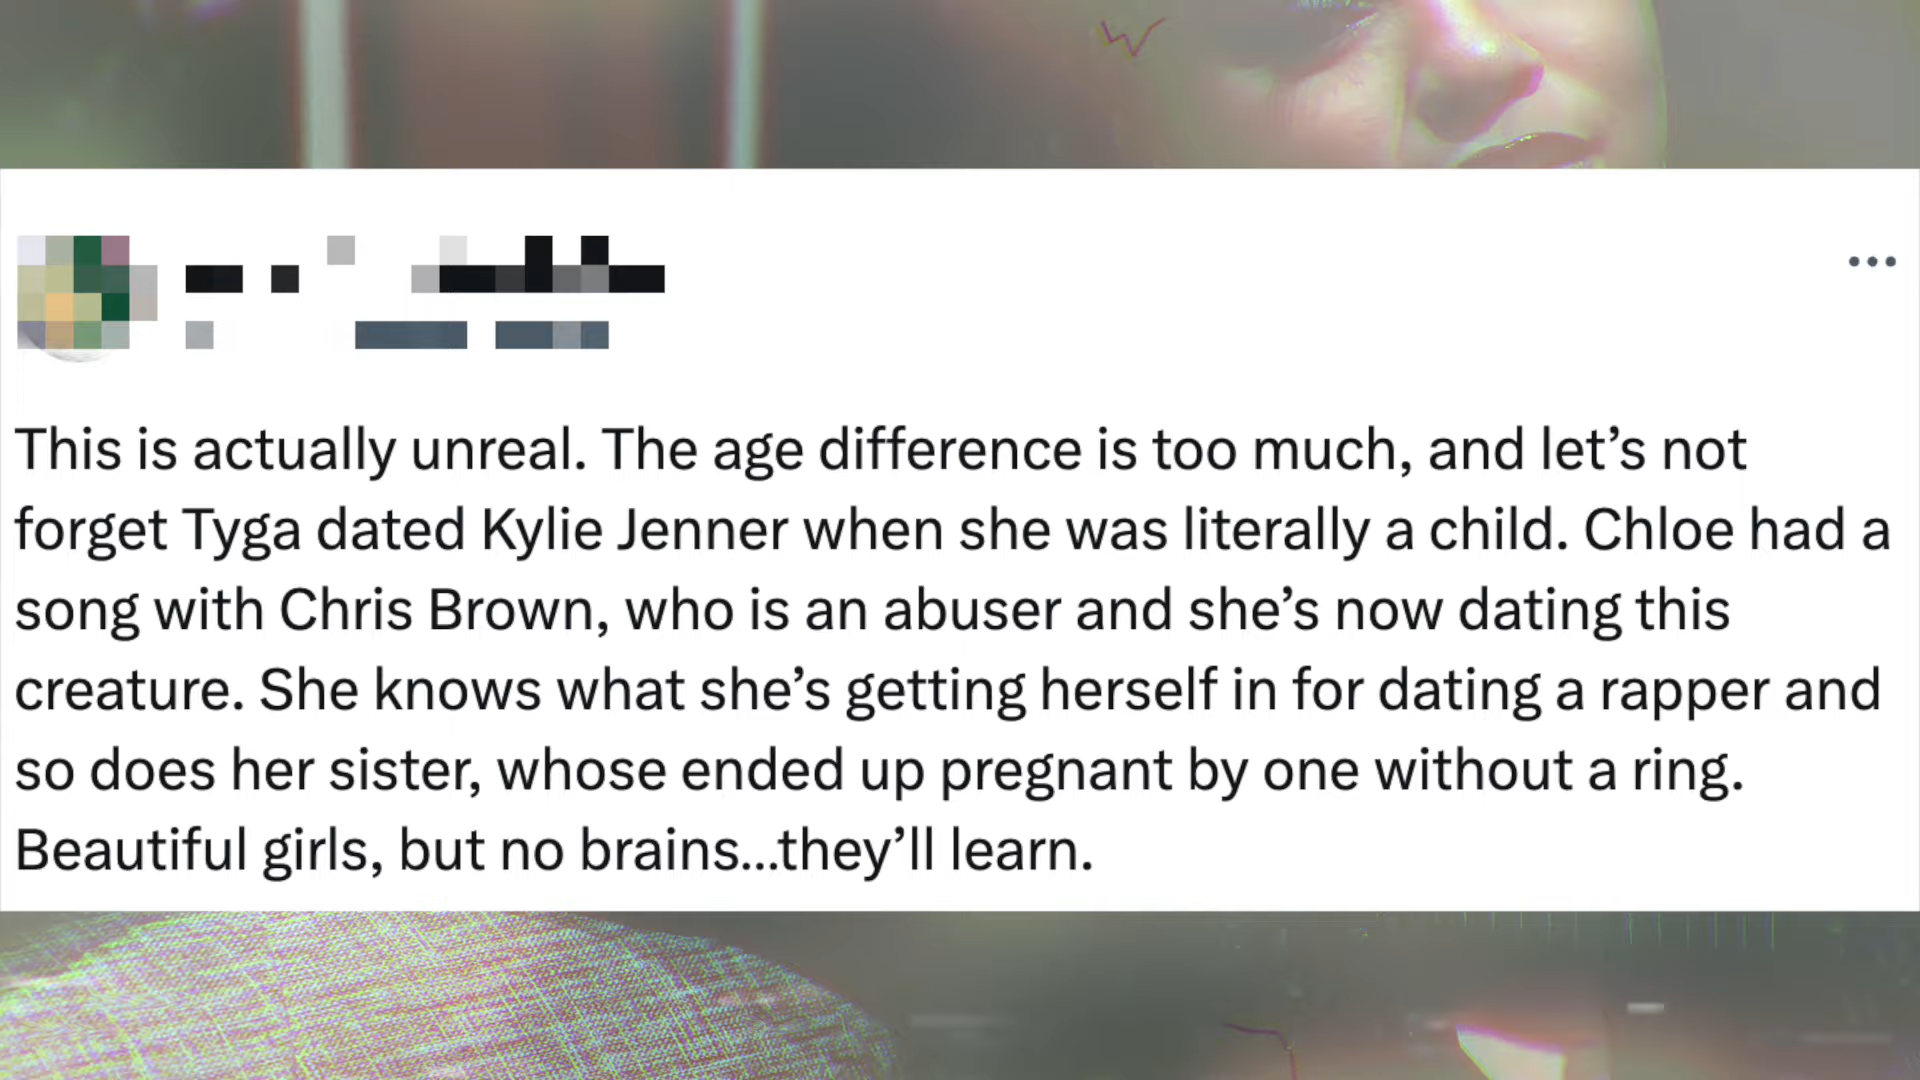 This is actually unreal. The age difference is too much, and let’s not
forget Tyga dated Kylie Jenner when she was literally a child. Chloe had a
song with Chris Brown, who is an abuser and she’s now dating this
creature. She knows what she’s getting herself in for dating a rapper and
so does her sister, whose ended up pregnant by one without a ring.
Beautiful girls, but no brains...they’ll learn.